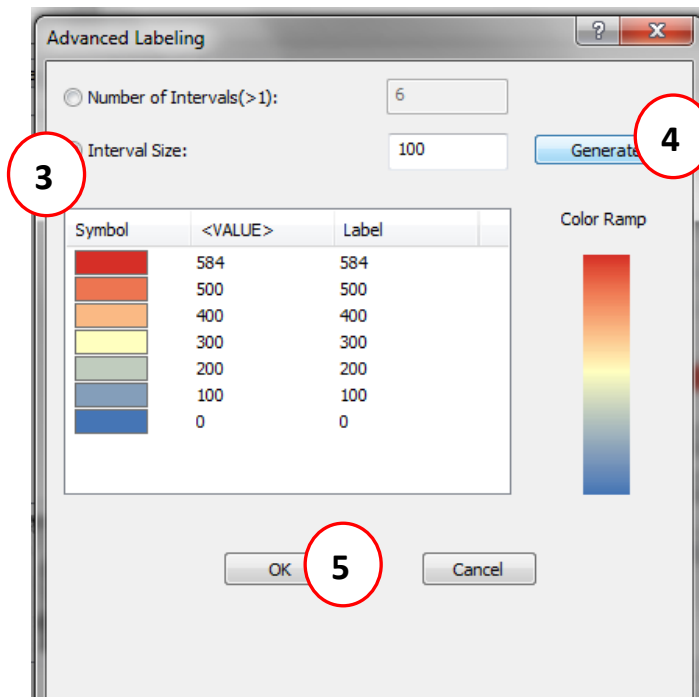 Advanced Labeling
?
x
Number of Intervals(>1): 6
Interval Size: 100 Generate
3
4
Symbol <VALUE> Label
Color Ramp
584 584
500 500
400 400
300 300
200 200
100 100
0 0
OK
5
Cancel